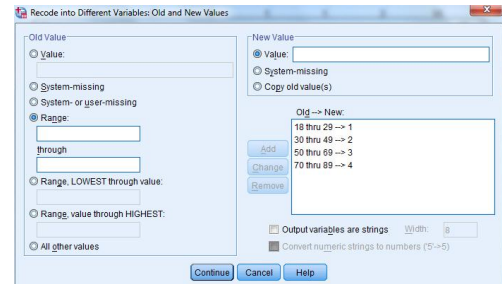 Recode into Different Variables: Old and New Values
Old Value
Value:
System-missing
System- or user-missing
Range:
through
Range, LOWEST through value:
Range, value through HIGHEST:
All other values
New Value
Value:
System-missing
Copy old value(s)
Old --> New:
18 thru 29 --> 1
30 thru 49 --> 2
50 thru 69 --> 3
70 thru 89 --> 4
Add
Change
Remove
Output variables are strings Width: 8
Convert numeric strings to numbers ('5'->5)
Continue Cancel Help